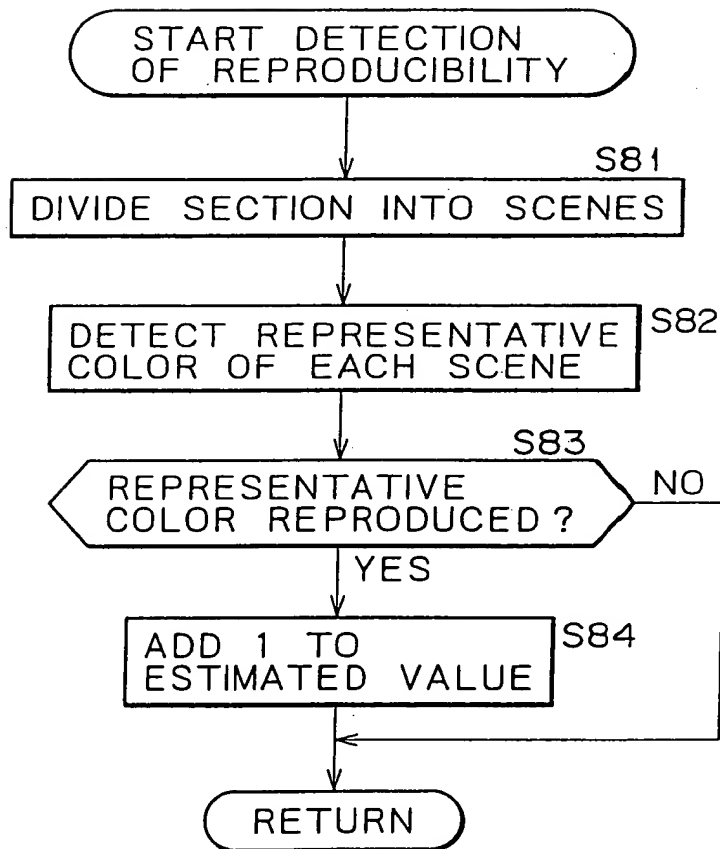 START DETECTION
OF REPRODUCIBILITY
S81
DIVIDE SECTION INTO SCENES
DETECT REPRESENTATIVE
COLOR OF EACH SCENE
S82
S83
REPRESENTATIVE
COLOR REPRODUCED?
NO
YES
ADD 1 TO
ESTIMATED VALUE
S84
RETURN